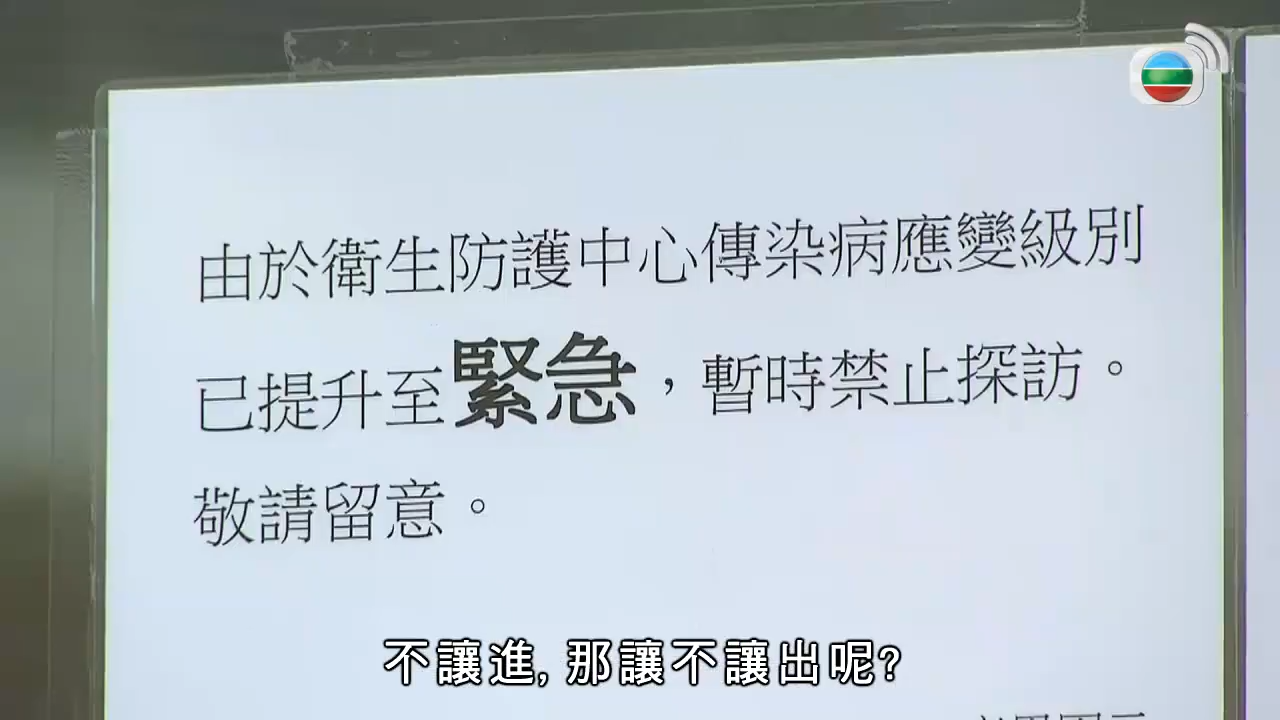 由於衛生防護中心傳染病應變級別
已提升至緊急，暫時禁止探訪。
敬請留意。
不讓進, 那讓不讓出呢?